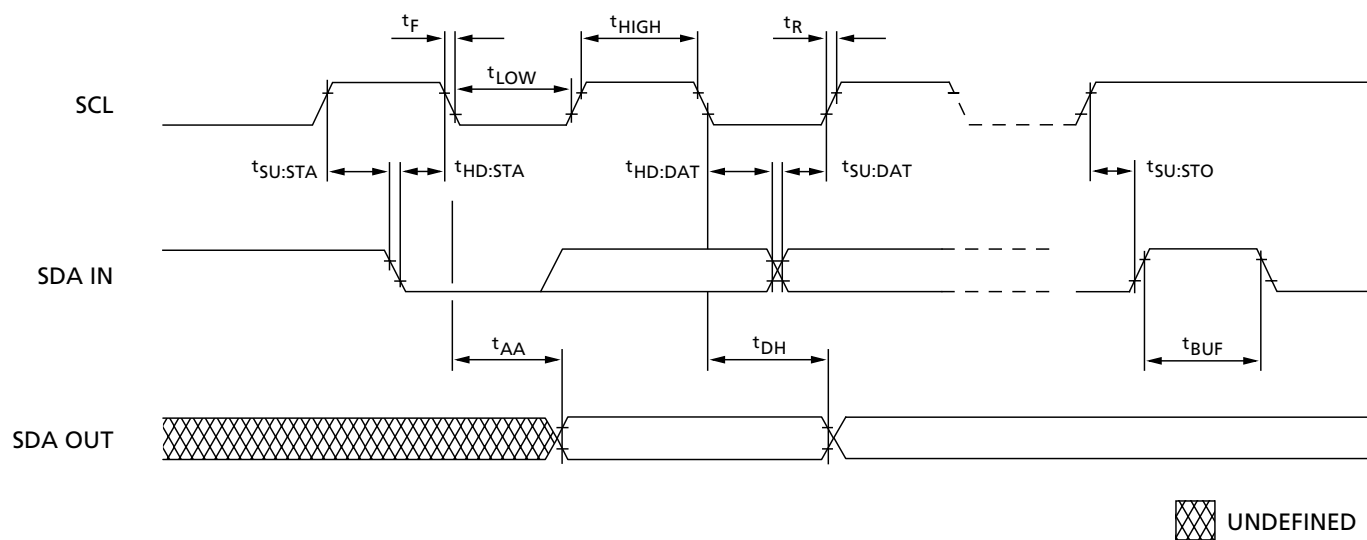 tF
tHIGH
tR
tLOW
SCL
tSU:STA
tHD:STA
tHD:DAT
tSU:DAT
tSU:STO
SDA IN
tAA
tDH
tBUF
SDA OUT
UNDEFINED